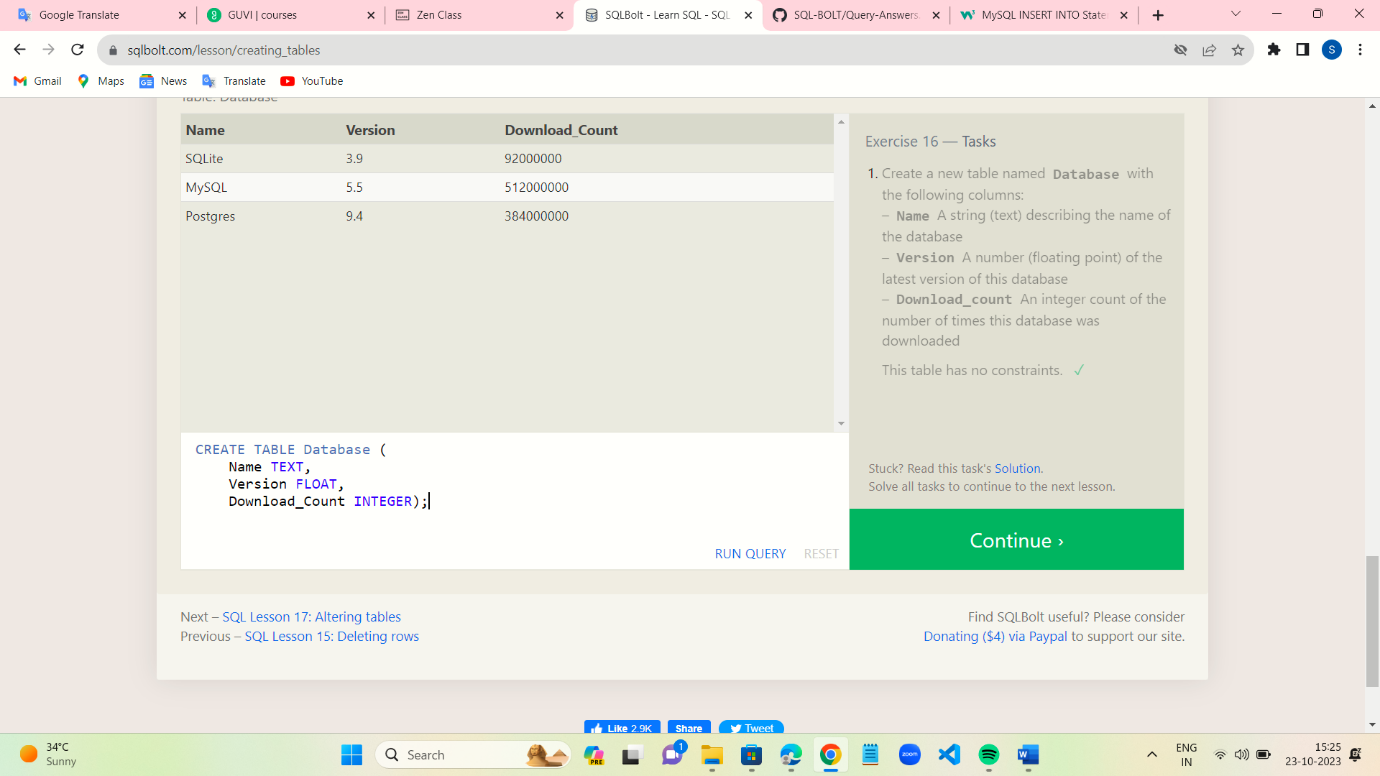 Google Translate
GUVI | courses
Zen Class
SQLBolt - Learn SQL - SQL
SQL-BOLT/Query-Answers.
MySQL INSERT INTO State
sqlbolt.com/lesson/creating_tables
S
Gmail
Maps
News
Translate
YouTube
Table: Database
Name Version Download_Count
SQLite 3.9 92000000
MySQL 5.5 512000000
Postgres 9.4 384000000
Exercise 16 — Tasks
1. Create a new table named Database with
the following columns:
– Name A string (text) describing the name of
the database
– Version A number (floating point) of the
latest version of this database
– Download_count An integer count of the
number of times this database was
downloaded
This table has no constraints. ✓
Stuck? Read this task's Solution.
Solve all tasks to continue to the next lesson.
Continue ›
CREATE TABLE Database (
Name TEXT,
Version FLOAT,
Download_Count INTEGER);
RUN QUERY RESET
Next – SQL Lesson 17: Altering tables
Previous – SQL Lesson 15: Deleting rows
Find SQLBolt useful? Please consider
Donating ($4) via Paypal to support our site.
Like 2.9K
Share
Tweet
34°C
Sunny
Search
PRE
1
zoom
ENG
IN
15:25
23-10-2023